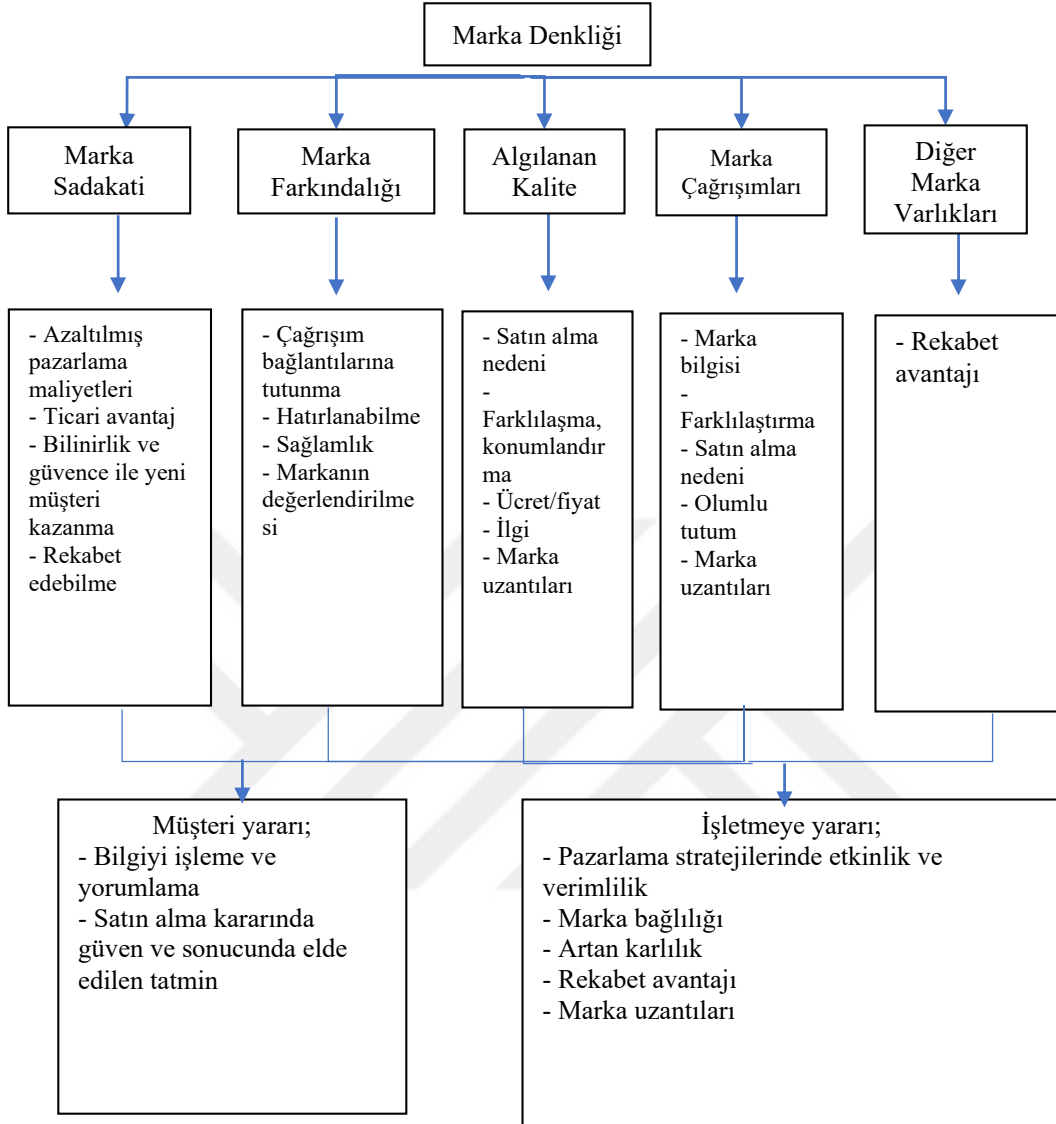 Marka Denkliği
Marka
Sadakati
Marka
Farkındalığı
Algılanan
Kalite
Marka
Çağrışımları
Diğer
Marka
Varlıkları
- Azaltılmış
pazarlama
maliyetleri
- Ticari avantaj
- Bilinirlik ve
güvence ile yeni
müşteri
kazanma
- Rekabet
edebilme
- Çağrışım
bağlantılarına
tutunma
- Hatırlanabilme
- Sağlamlık
- Markanın
değerlendirilme
si
- Satın alma
nedeni
-
Farklılaşma,
konumlandır
ma
- Ücret/fiyat
- İlgi
- Marka
uzantıları
- Marka
bilgisi
-
Farklılaştırma
- Satın alma
nedeni
- Olumlu
tutum
- Marka
uzantıları
- Rekabet
avantajı
Müşteri yararı;
- Bilgiyi işleme ve
yorumlama
- Satın alma kararında
güven ve sonucunda elde
edilen tatmin
İşletmeye yararı;
- Pazarlama stratejilerinde etkinlik ve
verimlilik
- Marka bağlılığı
- Artan karlılık
- Rekabet avantajı
- Marka uzantıları